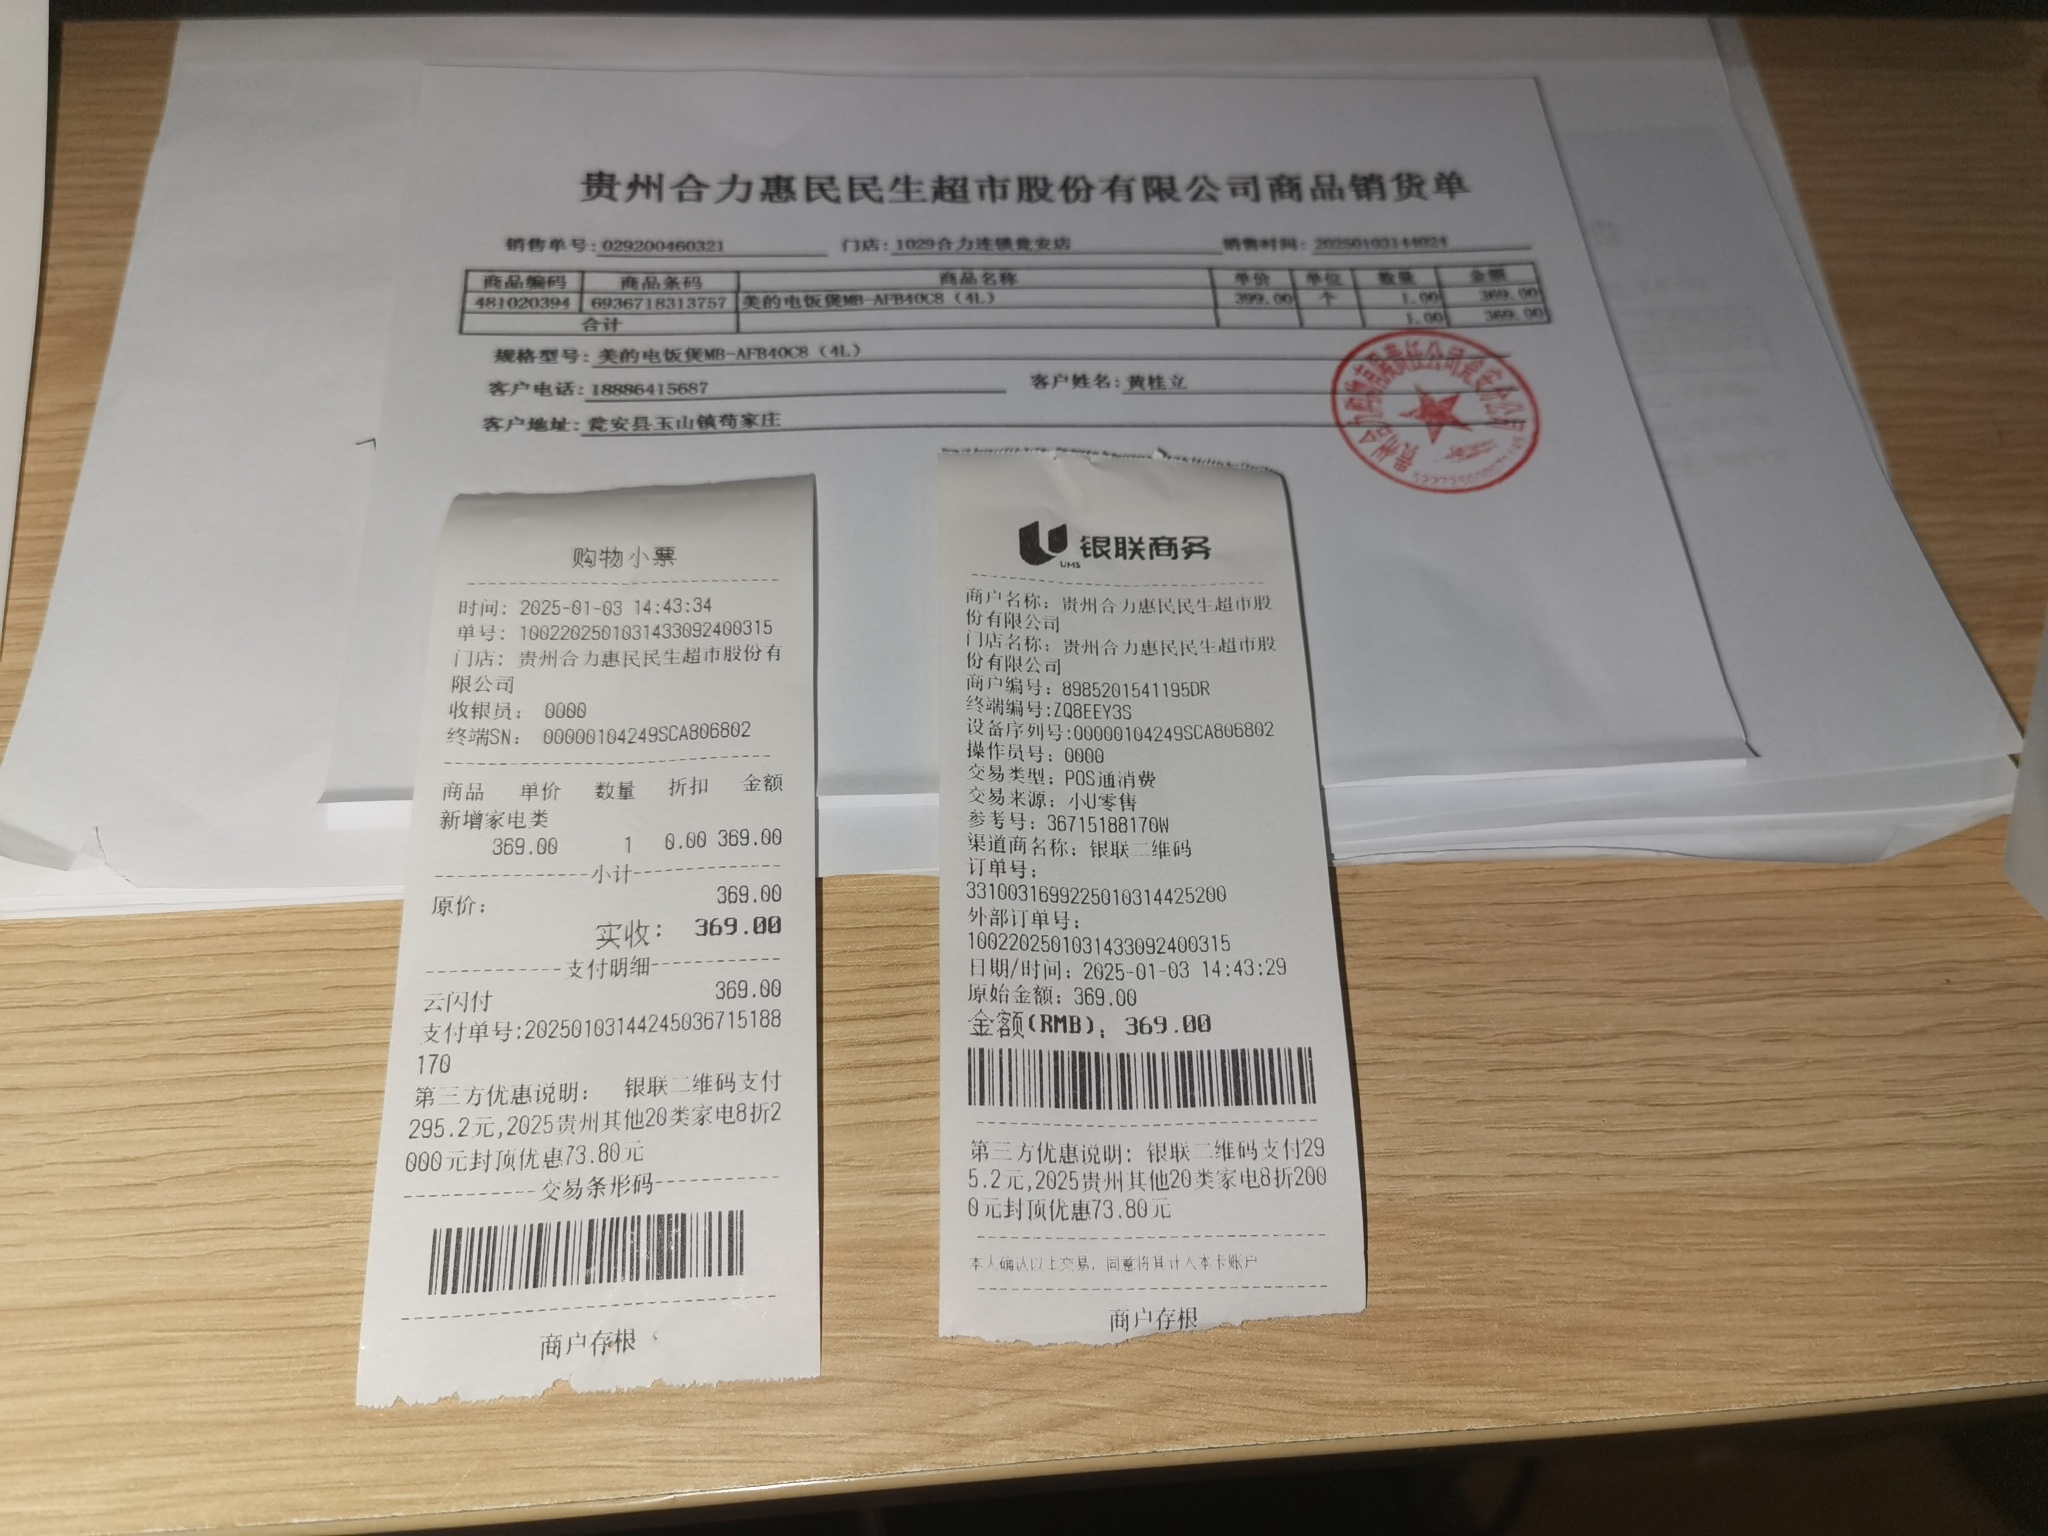 贵州合力惠民民生超市股份有限公司商品销货单
销售单号: 029200460321 门店: 1029合力连锁瓮安店 销售时间: 20250103144024
商品编码 商品条码 商品名称 单价 单位 数量 金额
481020394 6936718313757 美的电饭煲MB-AFB40C8（4L） 399.00 个 1.00 369.00
合计 1.00 369.00
规格型号: 美的电饭煲MB-AFB40C8（4L）
客户电话: 18886415687 客户姓名: 黄桂立
客户地址: 瓮安县玉山镇苟家庄
购物小票
时间: 2025-01-03 14:43:34
单号: 10022025010314330924003​15
门店: 贵州合力惠民民生超市股份有
限公司
收银员: 0000
终端SN: 00000104249SCA806802
商品 单价 数量 折扣 金额
新增家电类
369.00 1 0.00 369.00
小计
原价: 369.00
实收: 369.00
支付明细
云闪付 369.00
支付单号:20250103144245036715188
170
第三方优惠说明: 银联二维码支付
295.2元,2025贵州其他20类家电8折2
000元封顶优惠73.80元
交易条形码
商户存根
UMS
银联商务
商户名称: 贵州合力惠民民生超市股
份有限公司
门店名称: 贵州合力惠民民生超市股
份有限公司
商户编号: 8985201541195DR
终端编号:ZQ8EEY3S
设备序列号:00000104249SCA806802
操作员号: 0000
交易类型: POS通消费
交易来源: 小U零售
参考号: 36715188170W
渠道商名称: 银联二维码
订单号:
33100316992250103144​25200
外部订单号:
1002202501031433092400315
日期/时间: 2025-01-03 14:43:29
原始金额: 369.00
金额(RMB): 369.00
第三方优惠说明: 银联二维码支付29
5.2元,2025贵州其他20类家电8折200
0元封顶优惠73.80元
本人确认以上交易, 同意将其计入本卡账户
商户存根